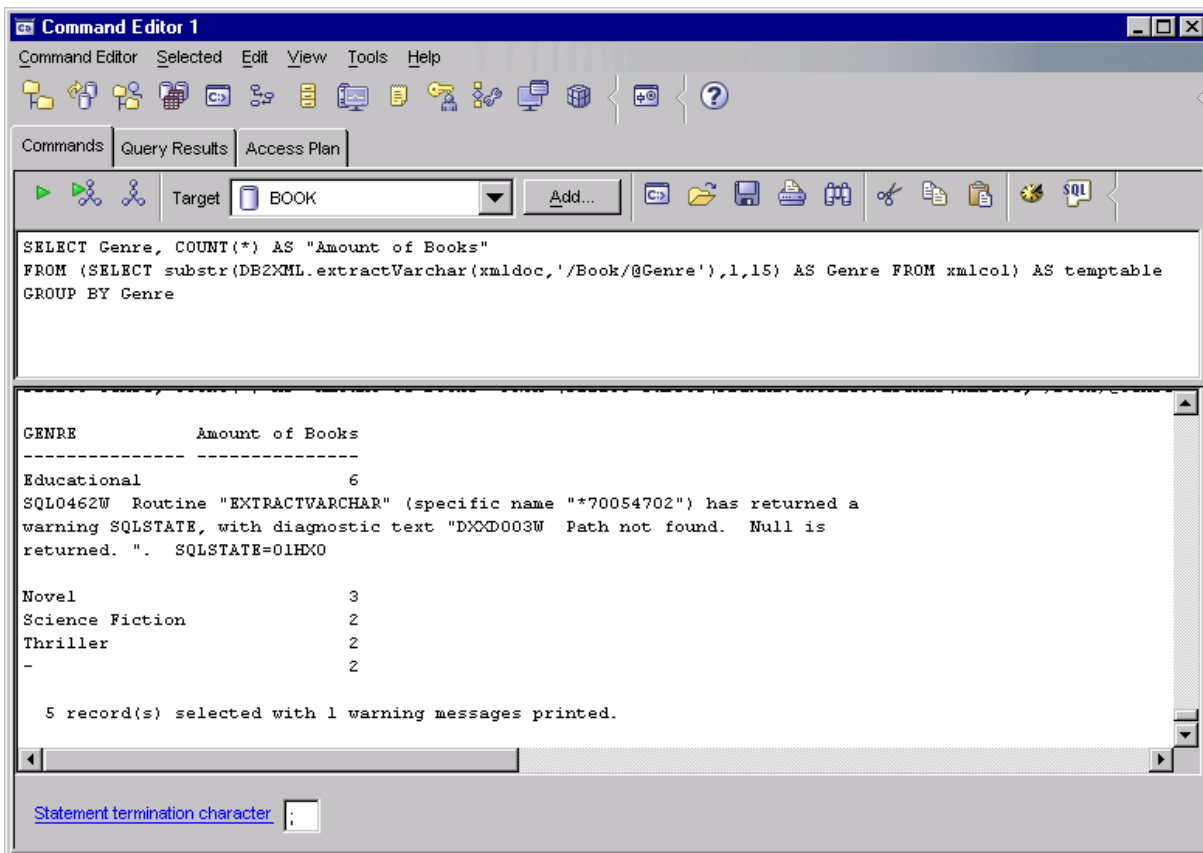 Command Editor 1
Command Editor Selected Edit View Tools Help
Commands Query Results Access Plan
Target BOOK Add... SQL
SELECT Genre, COUNT(*) AS "Amount of Books"
FROM (SELECT substr(DB2XML.extractVarchar(xmldoc,'/Book/@Genre'),1,15) AS Genre FROM xmlcol) AS temptable
GROUP BY Genre
GENRE Amount of Books
--------------- ---------------
Educational 6
SQL0462W Routine "EXTRACTVARCHAR" (specific name "*70054702") has returned a
warning SQLSTATE, with diagnostic text "DXXD003W Path not found. Null is
returned. ". SQLSTATE=01HX0
Novel 3
Science Fiction 2
Thriller 2
- 2
5 record(s) selected with 1 warning messages printed.
Statement termination character ;